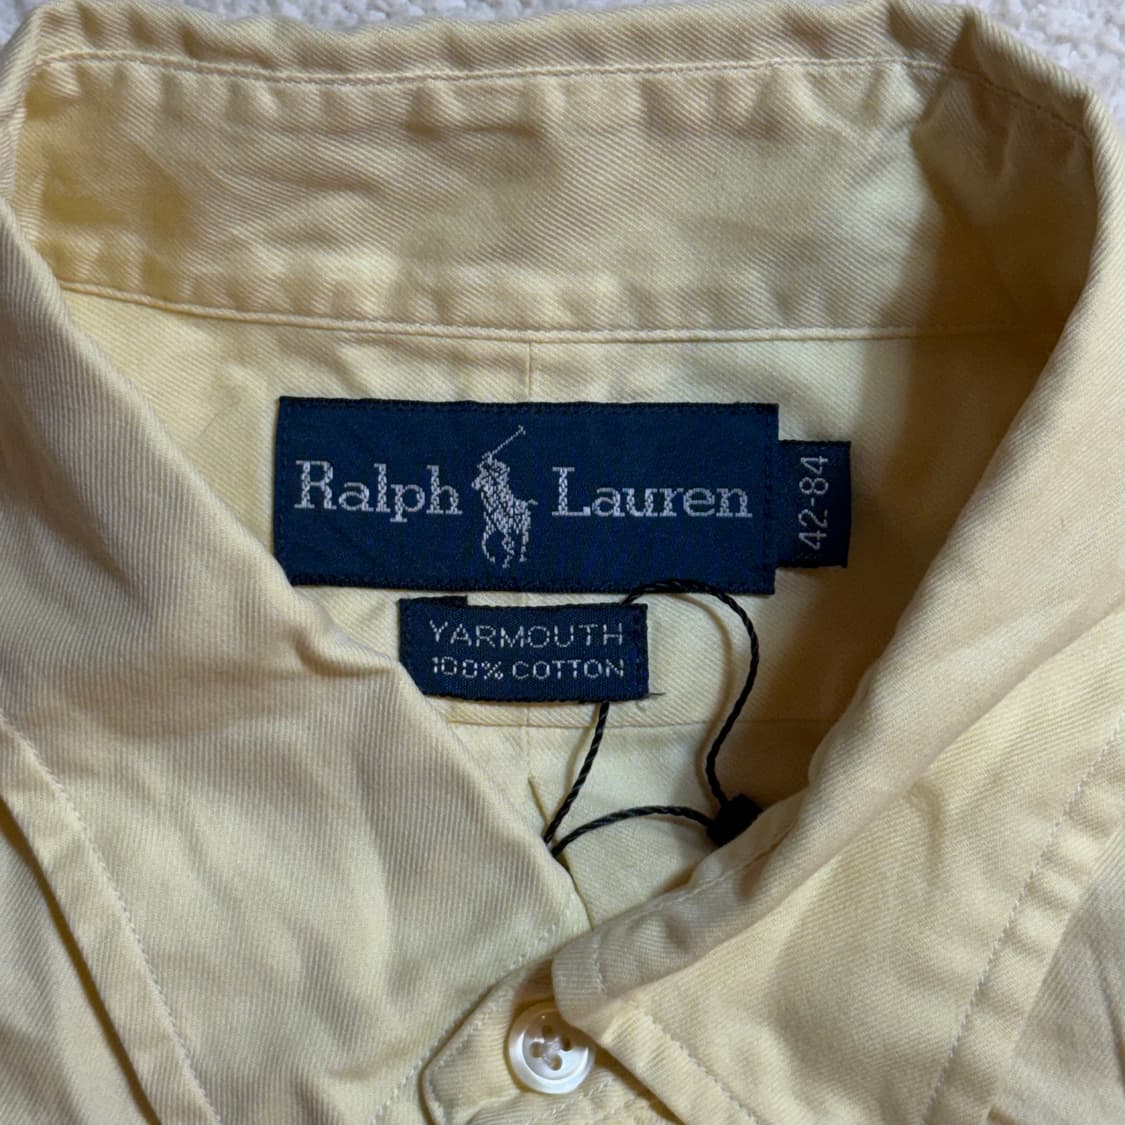 Ralph Lauren
42-84
YARMOUTH
100% COTTON